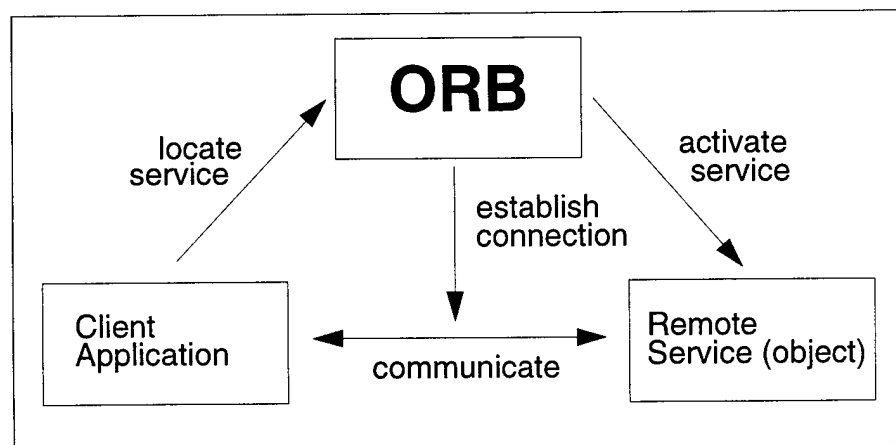 ORB
locate
service
activate
service
establish
connection
Client
Application
communicate
Remote
Service (object)